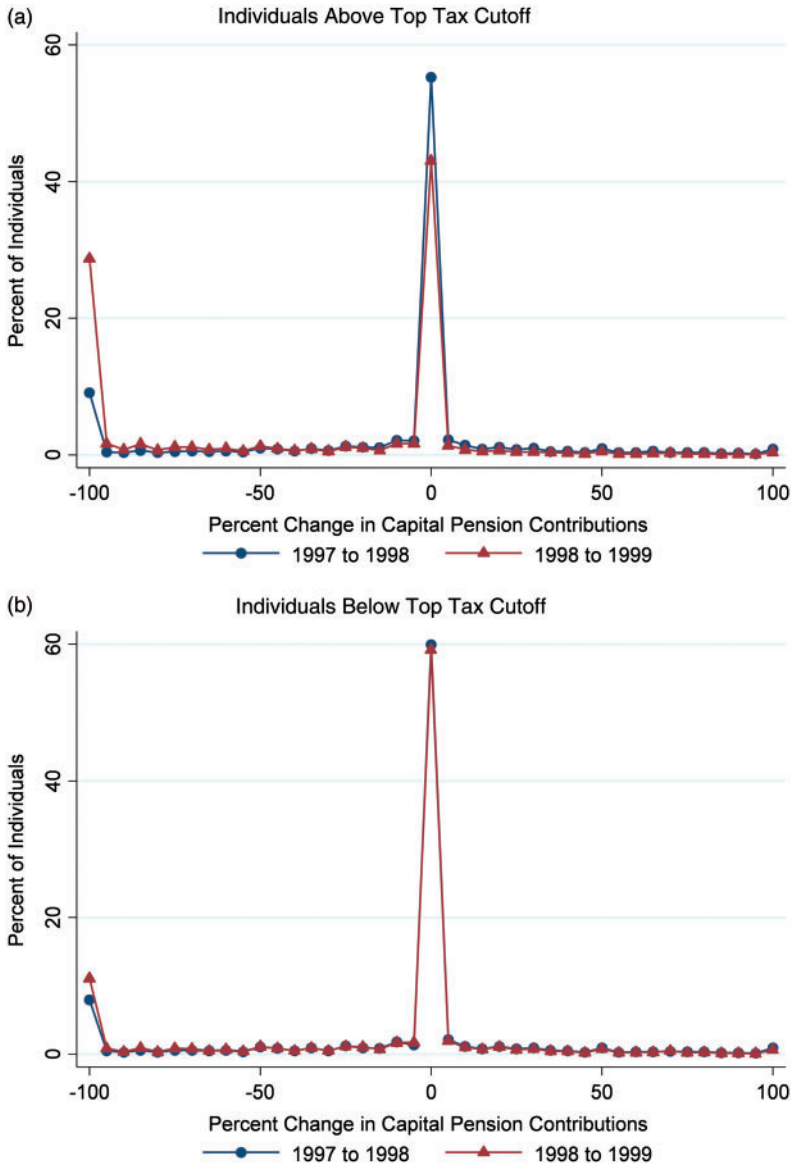 (a)
Individuals Above Top Tax Cutoff
Percent of Individuals
60
40
20
0
-100 -50 0 50 100
Percent Change in Capital Pension Contributions
1997 to 1998 1998 to 1999
(b)
Individuals Below Top Tax Cutoff
Percent of Individuals
60
40
20
0
-100 -50 0 50 100
Percent Change in Capital Pension Contributions
1997 to 1998 1998 to 1999